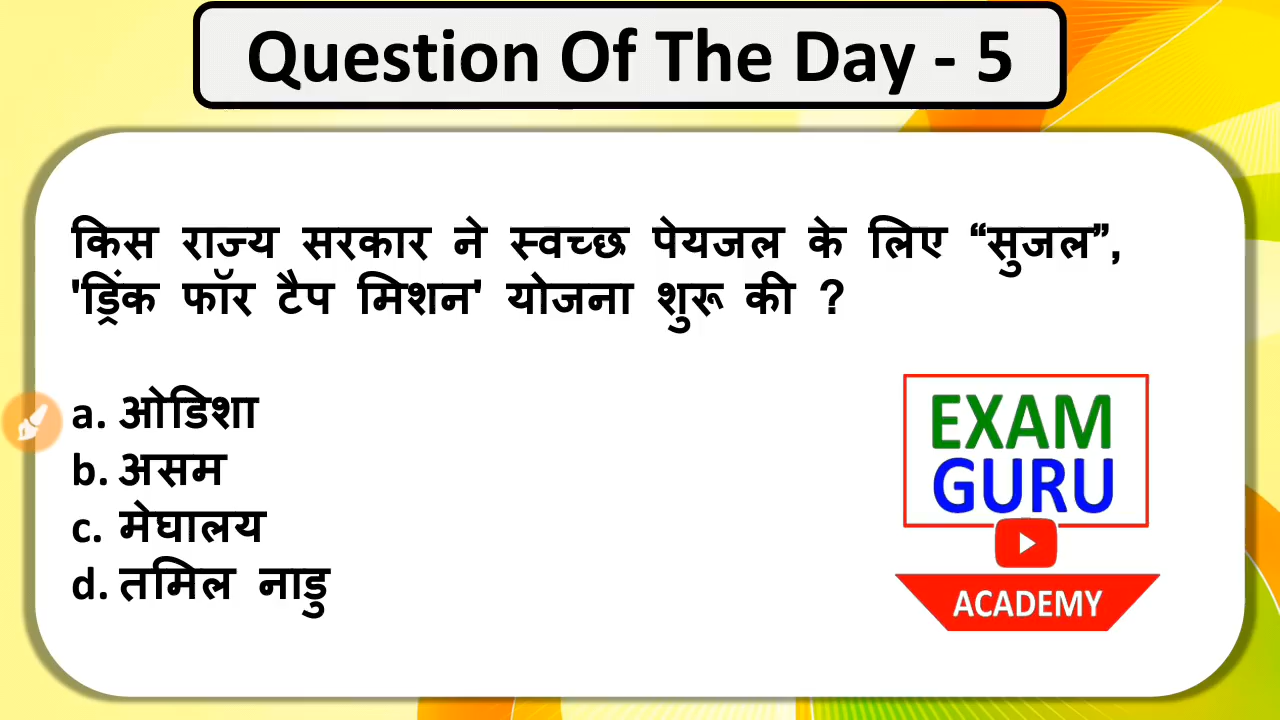 Question Of The Day - 5
किस राज्य सरकार ने स्वच्छ पेयजल के लिए “सुजल”,
'ड्रिंक फॉर टैप मिशन' योजना शुरू की ?
a. ओडिशा
b. असम
c. मेघालय
d. तमिल नाडु
EXAM
GURU
ACADEMY